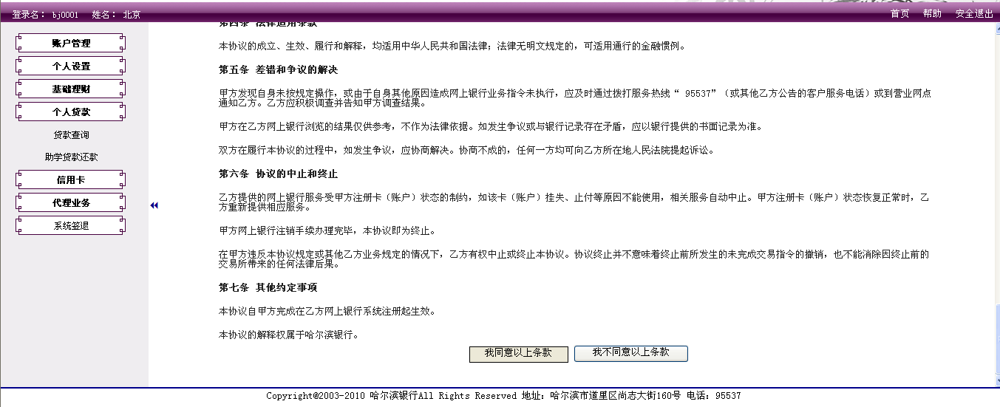 登录名： bj0001 姓名： 北京
首页 帮助 安全退出
账户管理
个人设置
基础理财
个人贷款
贷款查询
助学贷款还款
信用卡
代理业务
系统签退
第四条 法律适用条款
本协议的成立、生效、履行和解释，均适用中华人民共和国法律；法律无明文规定的，可适用通行的金融惯例。
第五条 差错和争议的解决
甲方发现自身未按规定操作，或由于自身其他原因造成网上银行业务指令未执行，应及时通过拨打服务热线“ 95537”（或其他乙方公告的客户服务电话）或到营业网点
通知乙方。乙方应积极调查并告知甲方调查结果。
甲方在乙方网上银行浏览的结果仅供参考，不作为法律依据。如发生争议或与银行记录存在矛盾，应以银行提供的书面记录为准。
双方在履行本协议的过程中，如发生争议，应协商解决。协商不成的，任何一方均可向乙方所在地人民法院提起诉讼。
第六条 协议的中止和终止
乙方提供的网上银行服务受甲方注册卡（账户）状态的制约，如该卡（账户）挂失、止付等原因不能使用，相关服务自动中止。甲方注册卡（账户）状态恢复正常时，乙
方重新提供相应服务。
甲方网上银行注销手续办理完毕，本协议即为终止。
在甲方违反本协议规定或其他乙方业务规定的情况下，乙方有权中止或终止本协议。协议终止并不意味着终止前所发生的未完成交易指令的撤销，也不能消除因终止前的
交易所带来的任何法律后果。
第七条 其他约定事项
本协议自甲方完成在乙方网上银行系统注册起生效。
本协议的解释权属于哈尔滨银行。
我同意以上条款 我不同意以上条款
Copyright@2003-2010 哈尔滨银行All Rights Reserved 地址：哈尔滨市道里区尚志大街160号 电话：95537